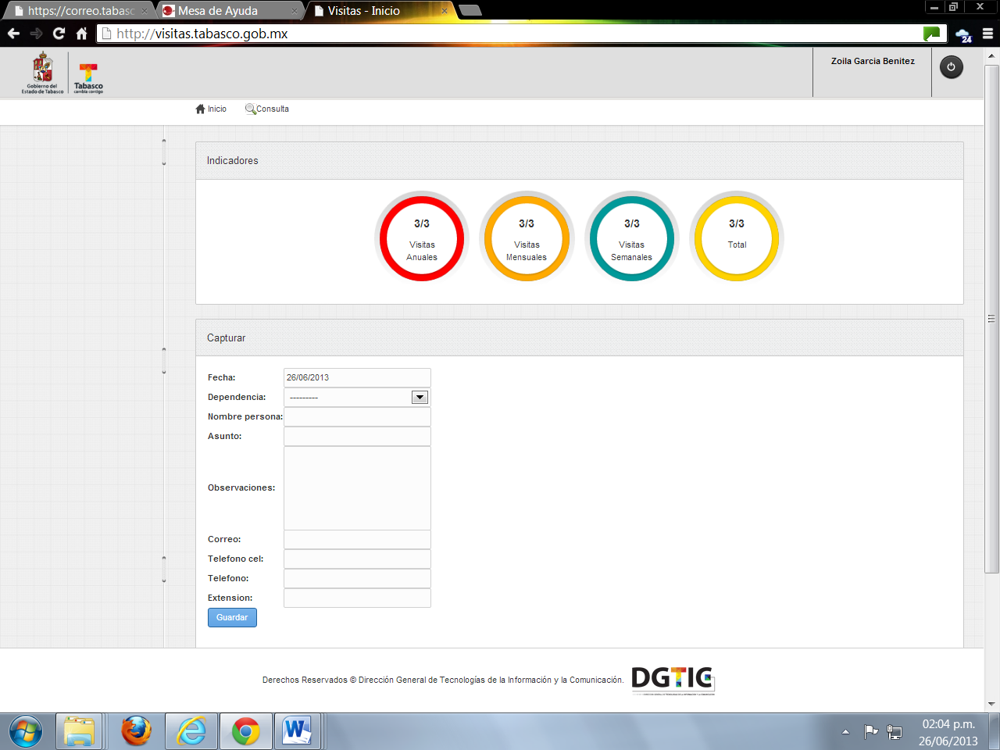 https://correo.tabasc
Mesa de Ayuda
Visitas - Inicio
http://visitas.tabasco.gob.mx
24
Gobierno del
Estado de Tabasco
Tabasco
cambia contigo
Zoila Garcia Benitez
Inicio
Consulta
Indicadores
3/3
Visitas
Anuales
3/3
Visitas
Mensuales
3/3
Visitas
Semanales
3/3
Total
Capturar
Fecha: 26/06/2013
Dependencia: ---------
Nombre persona:
Asunto:
Observaciones:
Correo:
Telefono cel:
Telefono:
Extension:
Guardar
Derechos Reservados © Dirección General de Tecnologías de la Información y la Comunicación.
DGTIC
02:04 p.m.
26/06/2013